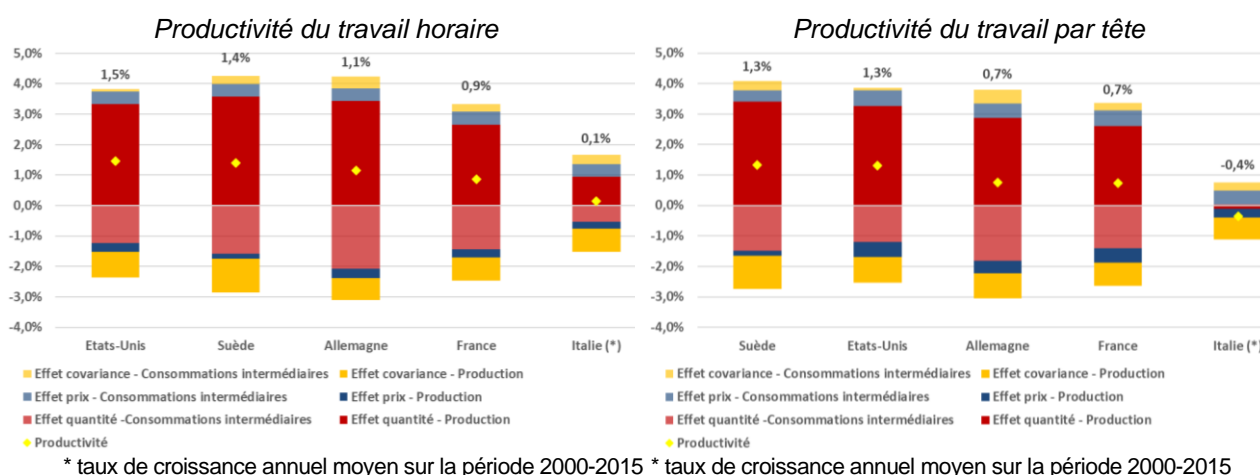 Productivité du travail horaire
5,0%
4,0%
3,0%
2,0%
1,0%
0,0%
-1,0%
-2,0%
-3,0%
-4,0%
1,5%
1,4%
1,1%
0,9%
0,1%
Etats-Unis Suède Allemagne France Italie (*)
Effet covariance - Consommations intermédiaires Effet covariance - Production
Effet prix - Consommations intermédiaires Effet prix - Production
Effet quantité -Consommations intermédiaires Effet quantité - Production
Productivité
* taux de croissance annuel moyen sur la période 2000-2015
Productivité du travail par tête
5,0%
4,0%
3,0%
2,0%
1,0%
0,0%
-1,0%
-2,0%
-3,0%
-4,0%
1,3%
1,3%
0,7%
0,7%
-0,4%
Suède Etats-Unis Allemagne France Italie (*)
Effet covariance - Consommations intermédiaires Effet covariance - Production
Effet prix - Consommations intermédiaires Effet prix - Production
Effet quantité -Consommations intermédiaires Effet quantité - Production
Productivité
* taux de croissance annuel moyen sur la période 2000-2015